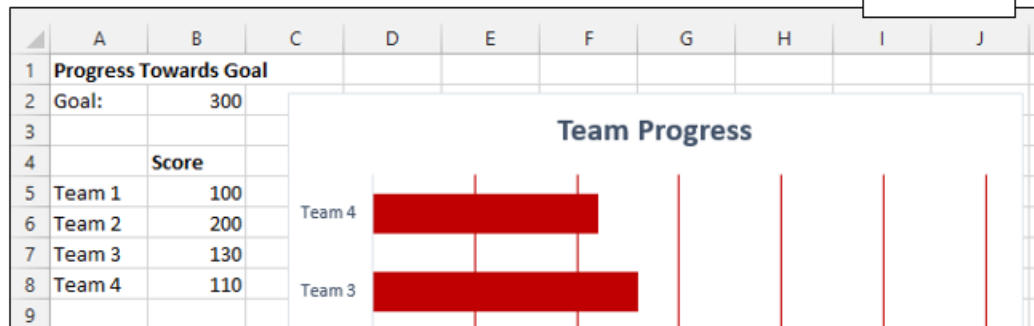 A B C D E F G H I J
1 Progress Towards Goal
2 Goal: 300
3 Team Progress
4 Score
5 Team 1 100
Team 4
6 Team 2 200
7 Team 3 130
8 Team 4 110
Team 3
9